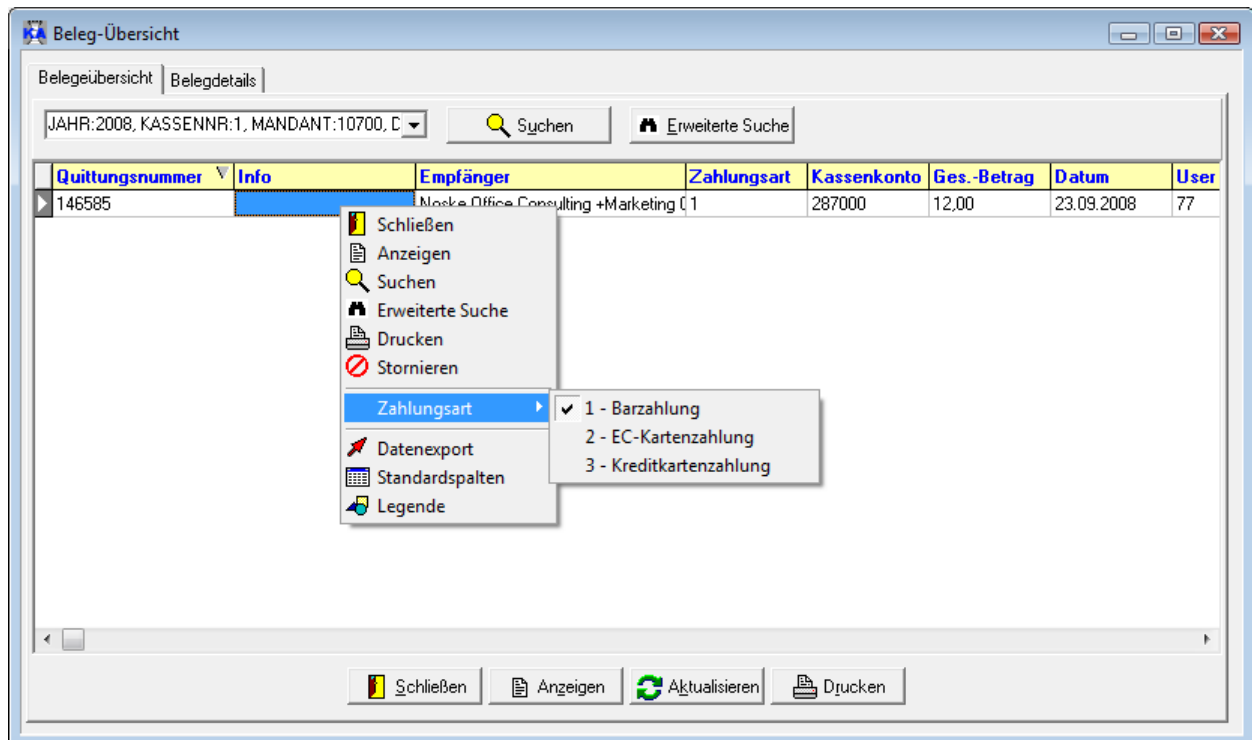 KA Beleg-Übersicht
Belegeübersicht Belegdetails
JAHR:2008, KASSENNR:1, MANDANT:10700, D Suchen Erweiterte Suche
Quittungsnummer Info Empfänger Zahlungsart Kassenkonto Ges.-Betrag Datum User
146585 Noske Office Consulting +Marketing 1 287000 12,00 23.09.2008 77
Schließen
Anzeigen
Suchen
Erweiterte Suche
Drucken
Stornieren
Zahlungsart
1 - Barzahlung
2 - EC-Kartenzahlung
3 - Kreditkartenzahlung
Datenexport
Standardspalten
Legende
Schließen Anzeigen Aktualisieren Drucken